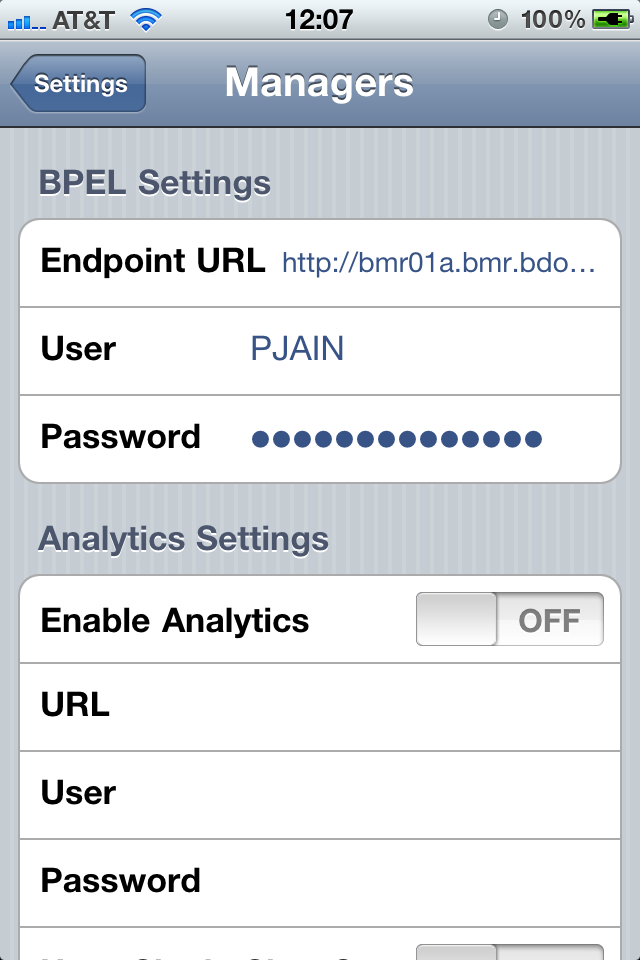 AT&T 12:07 100%
Settings Managers
BPEL Settings
Endpoint URL http://bmr01a.bmr.bdo...
User PJAIN
Password ●●●●●●●●●●●●●●
Analytics Settings
Enable Analytics OFF
URL
User
Password